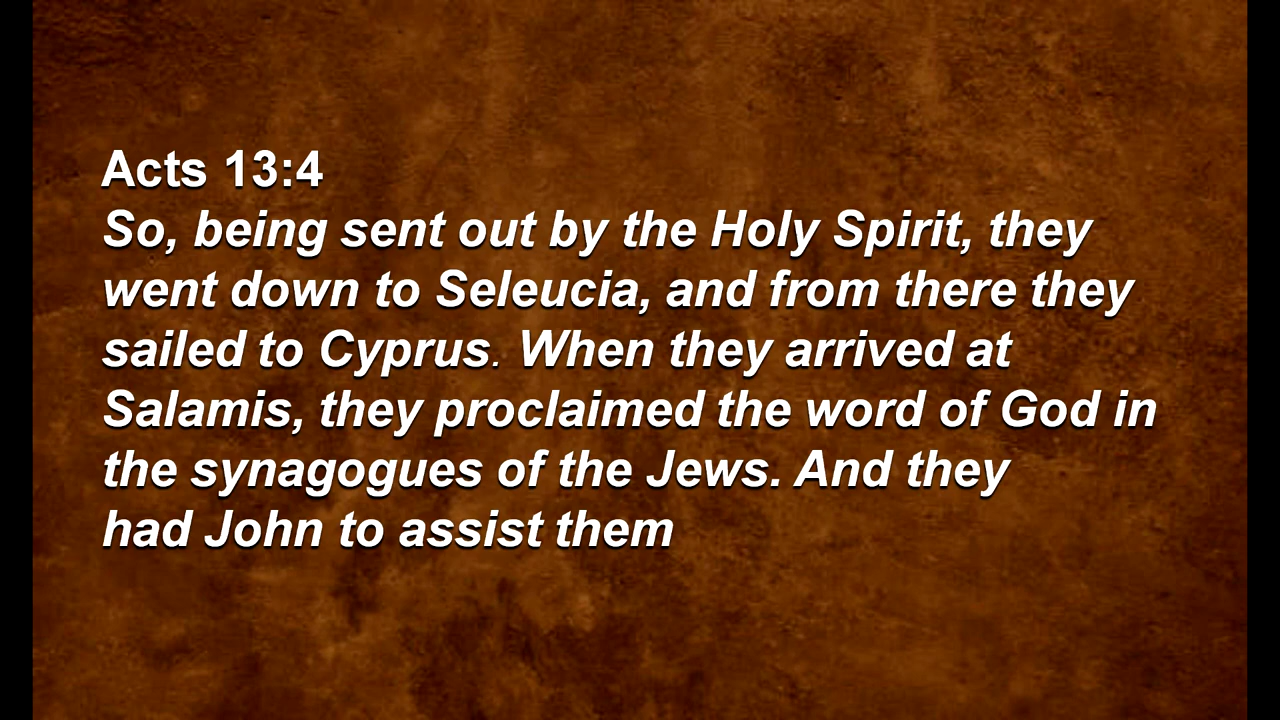 Acts 13:4
So, being sent out by the Holy Spirit, they
went down to Seleucia, and from there they
sailed to Cyprus. When they arrived at
Salamis, they proclaimed the word of God in
the synagogues of the Jews. And they
had John to assist them